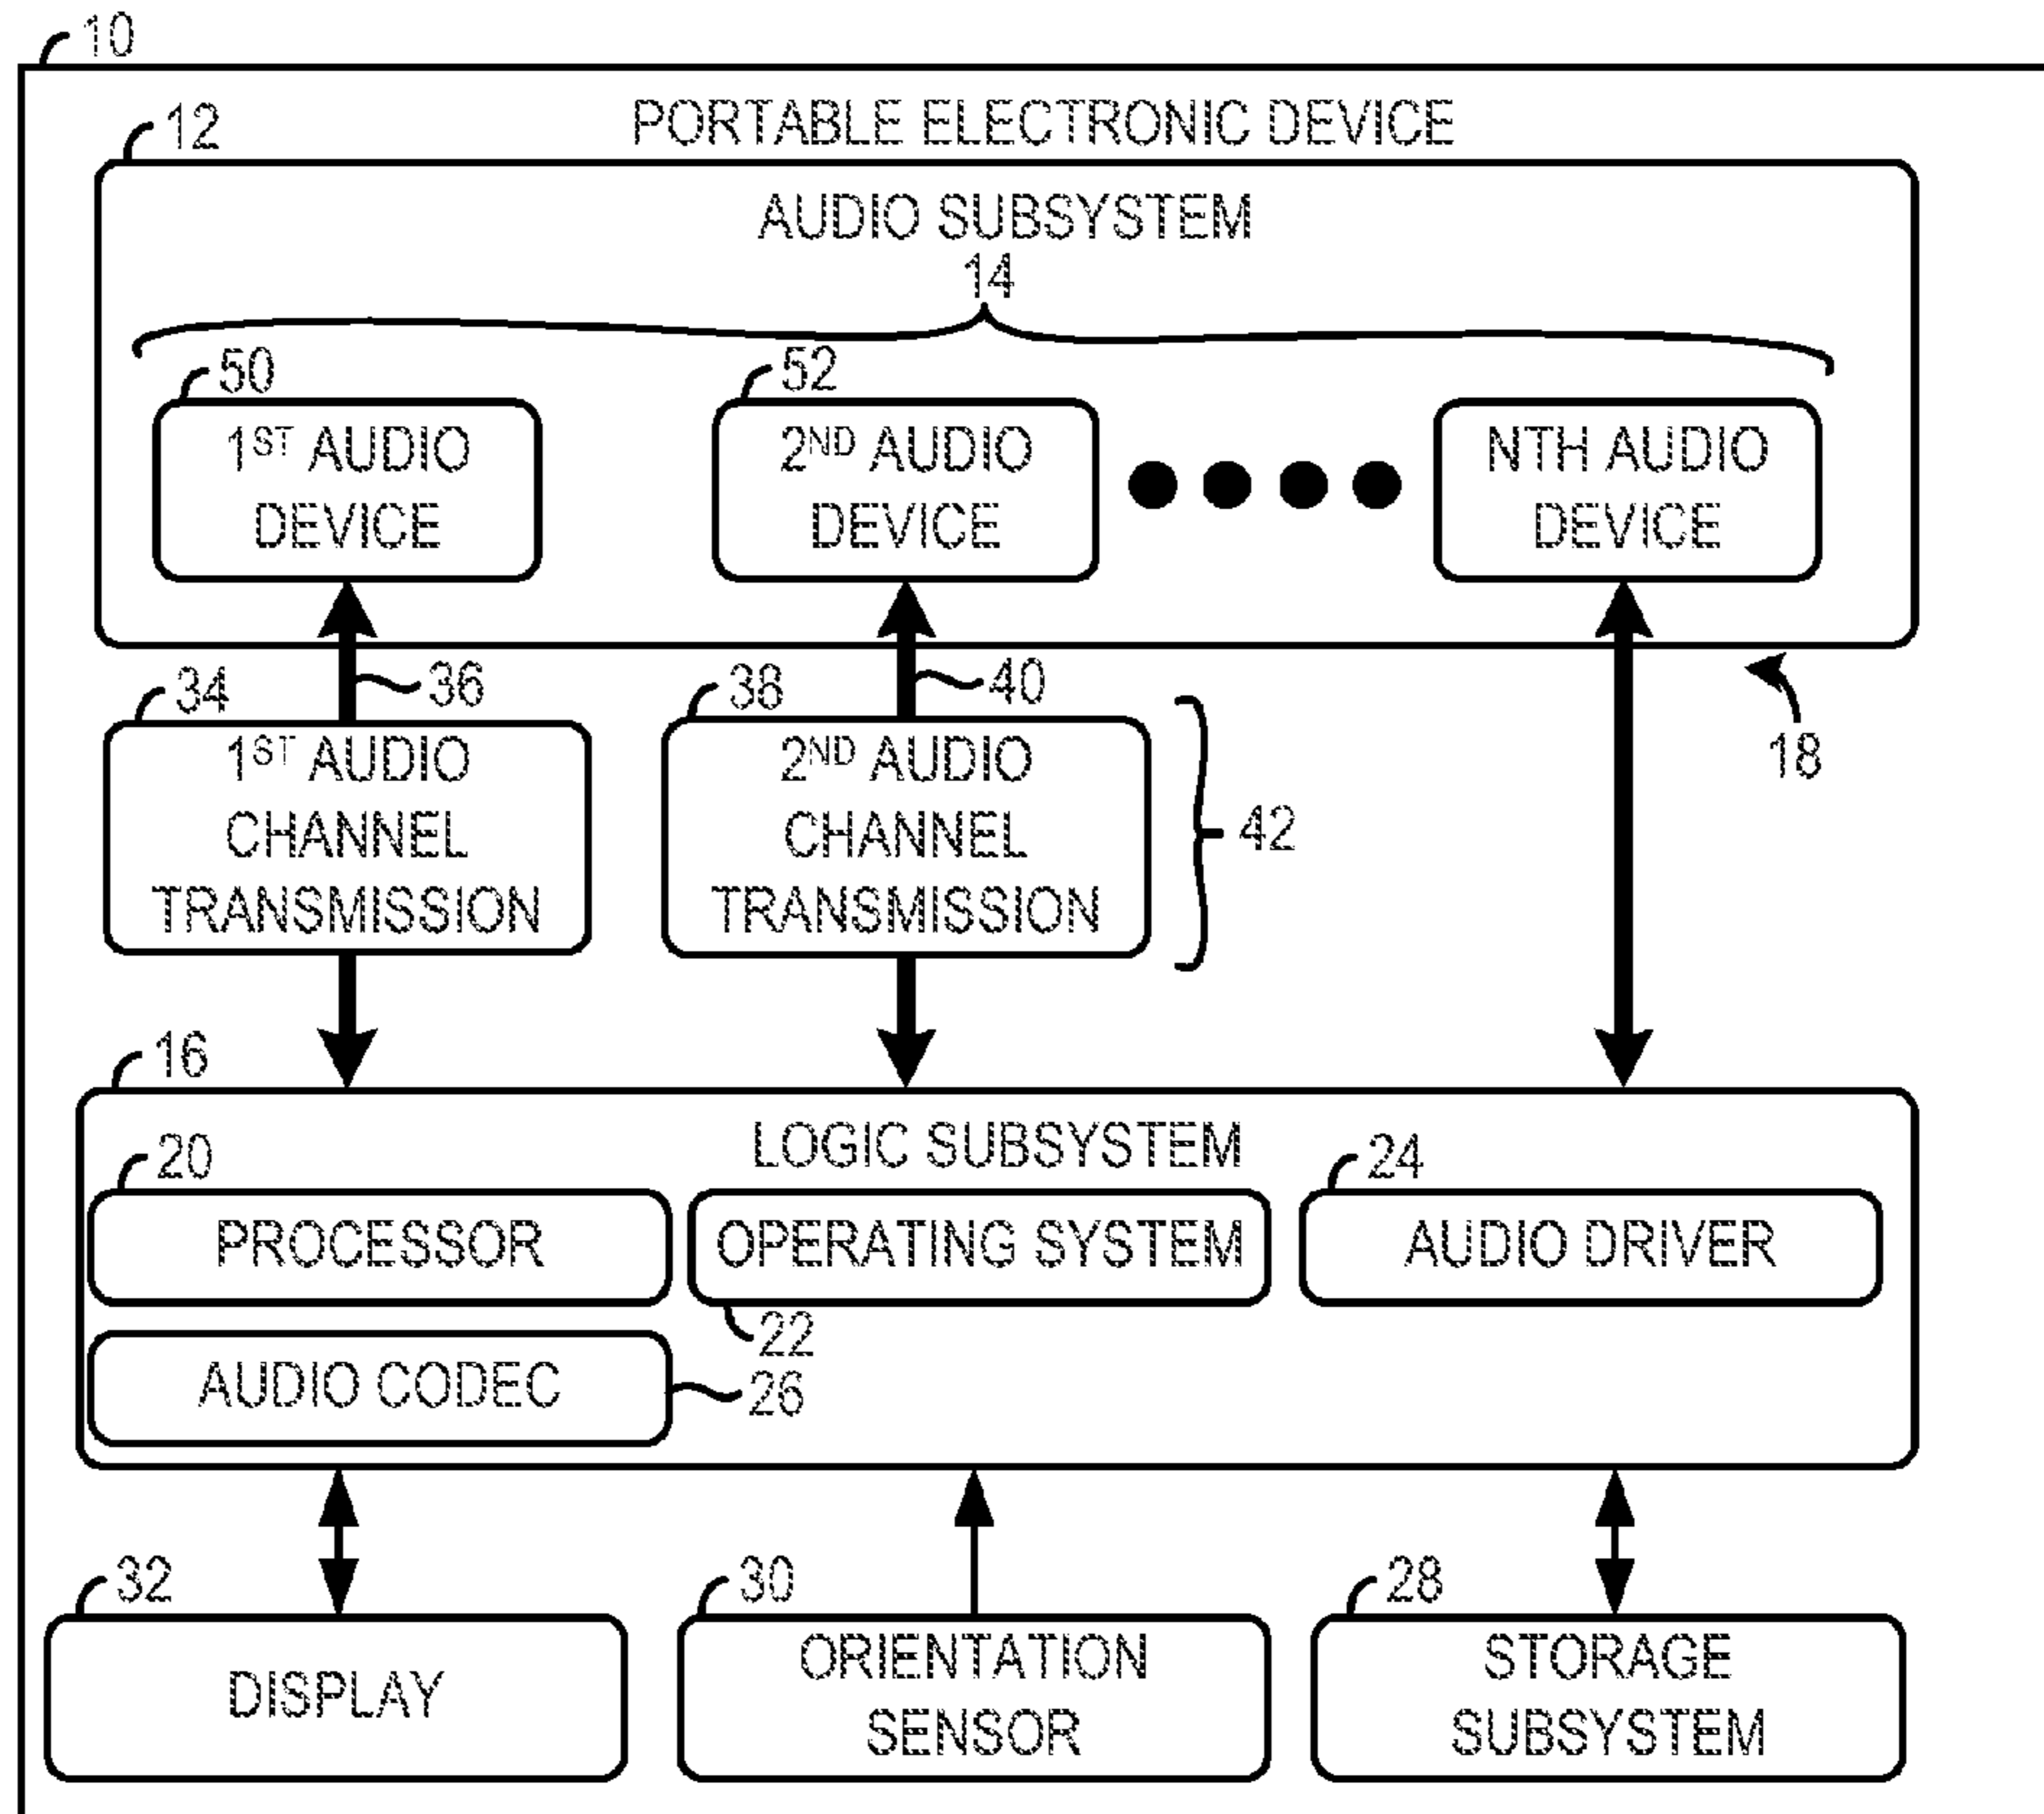 10
PORTABLE ELECTRONIC DEVICE
12
AUDIO SUBSYSTEM
14
50
1ST AUDIO
DEVICE
52
2ND AUDIO
DEVICE
NTH AUDIO
DEVICE
36
40
18
34
1ST AUDIO
CHANNEL
TRANSMISSION
38
2ND AUDIO
CHANNEL
TRANSMISSION
42
16
LOGIC SUBSYSTEM
20
PROCESSOR
OPERATING SYSTEM
22
24
AUDIO DRIVER
AUDIO CODEC
26
32
DISPLAY
30
ORIENTATION
SENSOR
28
STORAGE
SUBSYSTEM